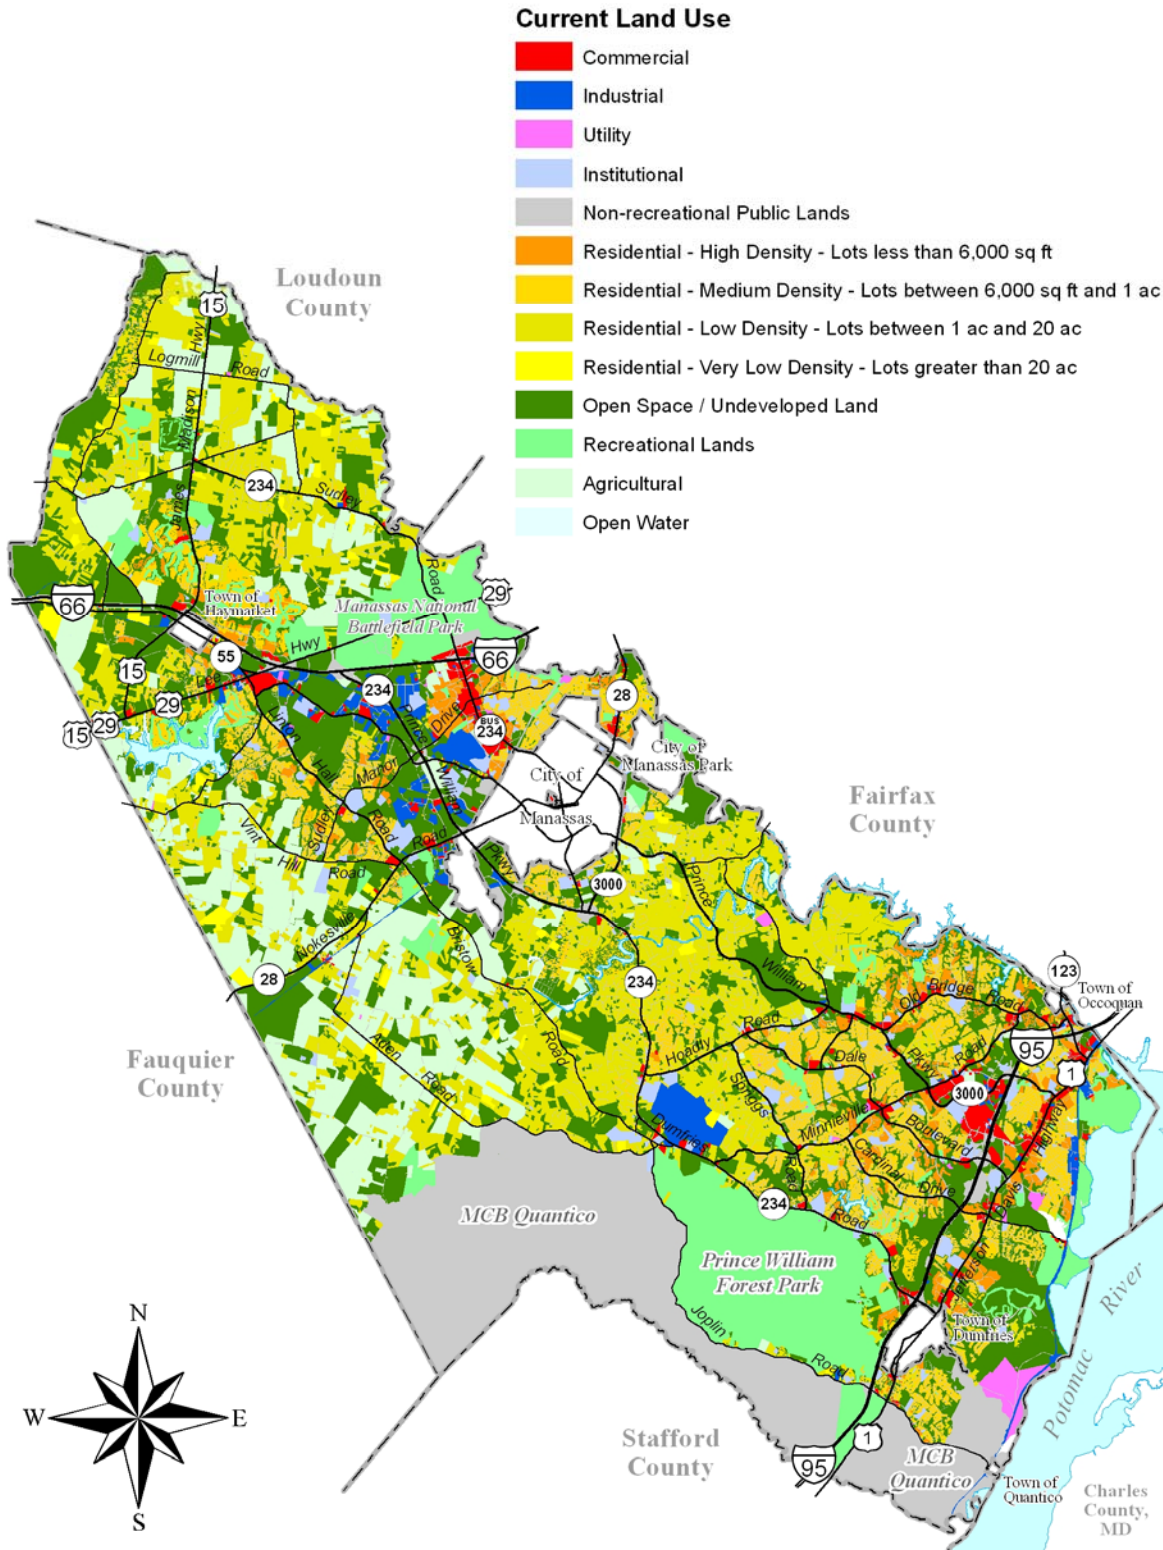 Current Land Use
Commercial
Industrial
Utility
Institutional
Non-recreational Public Lands
Residential - High Density - Lots less than 6,000 sq ft
Residential - Medium Density - Lots between 6,000 sq ft and 1 ac
Residential - Low Density - Lots between 1 ac and 20 ac
Residential - Very Low Density - Lots greater than 20 ac
Open Space / Undeveloped Land
Recreational Lands
Agricultural
Open Water
Loudoun
County
15
Hwy
Logmill
Road
Madison
James
234
Sudley
Road
29
66
Town of
Haymarket
Manassas National
Battlefield Park
Hwy
55
66
15
Lee
29
234
28
15
29
BUS
234
Prince
Drive
Linton
Hall
Manor
William
City of
Manassas Park
City of
Manassas
Fairfax
County
Vint
Hill
Road
Sudley
Road
Road
Pkwy
3000
Prince
Nokesville
Bristow
28
234
William
123
Town of
Occoquan
Old
Bridge
Road
Fauquier
County
Aden
Road
Road
Hoadly
Road
Dale
Pkwy
Road
95
1
3000
Spriggs
Minnieville
Boulevard
Highway
Dumfries
Cardinal
Drive
Road
234
Road
Davis
MCB Quantico
Prince William
Forest Park
Jefferson
River
Joplin
Road
Town of
Dumfries
Potomac
N
W
E
S
Stafford
County
1
95
MCB
Quantico
Town of
Quantico
Charles
County,
MD